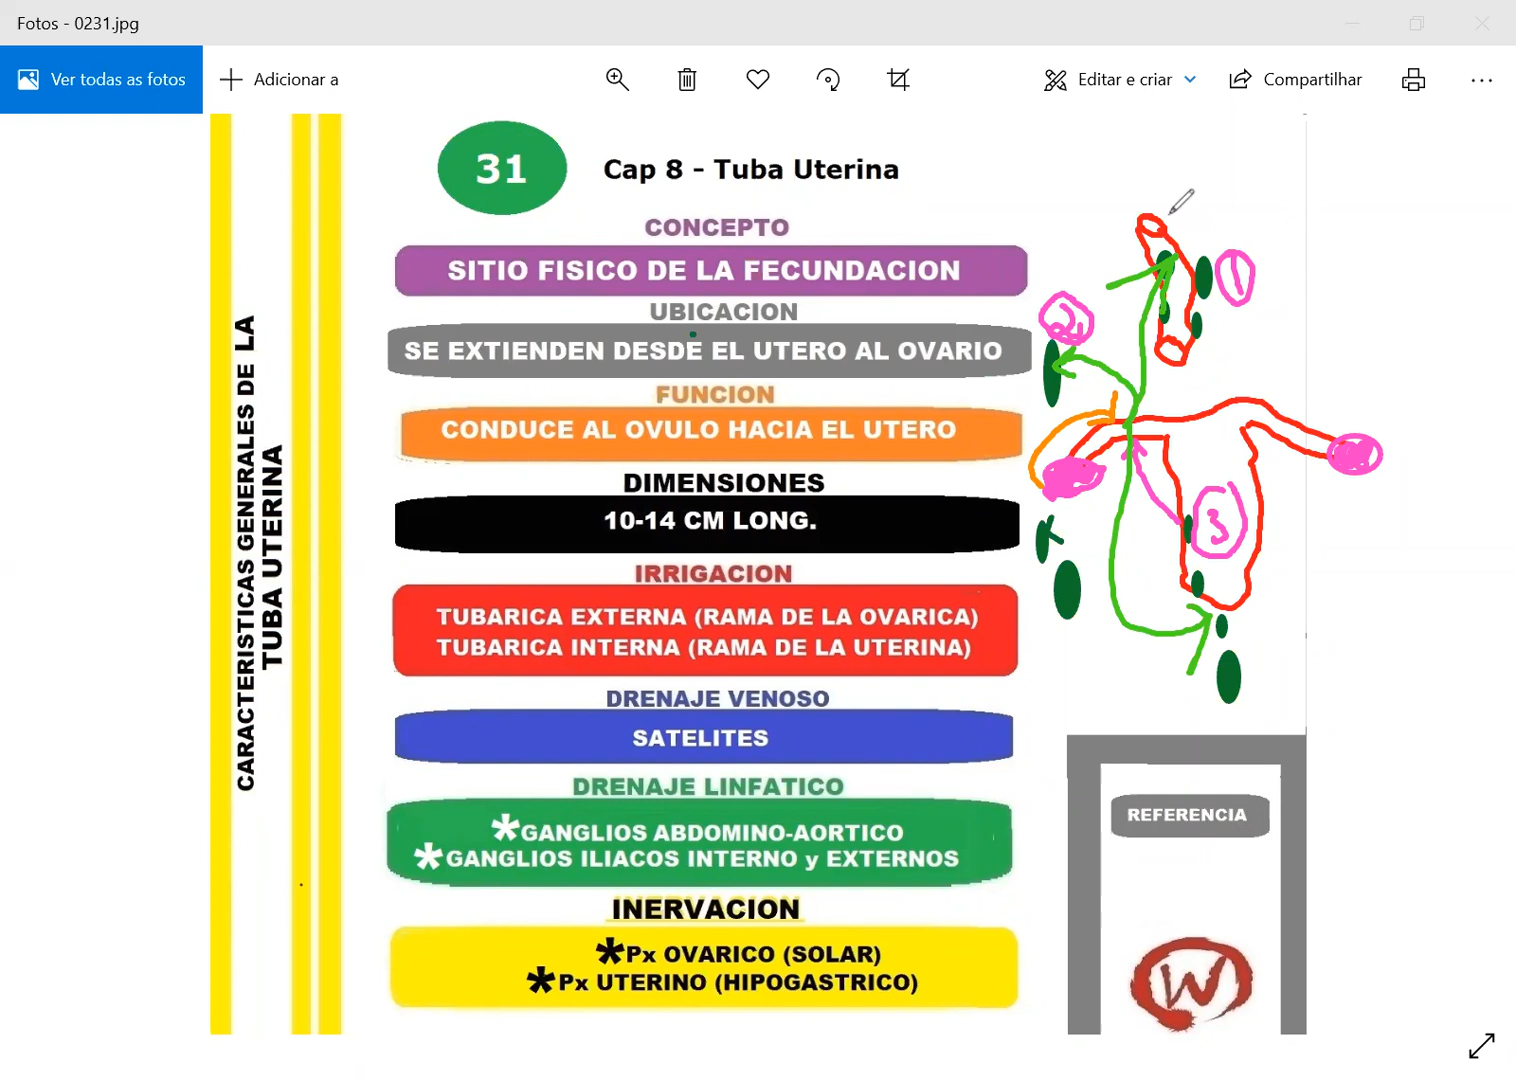 Fotos - 0231.jpg
Ver todas as fotos
Adicionar a
Editar e criar
Compartilhar
31
Cap 8 - Tuba Uterina
CARACTERISTICAS GENERALES DE LA
TUBA UTERINA
CONCEPTO
SITIO FISICO DE LA FECUNDACION
UBICACION
SE EXTIENDEN DESDE EL UTERO AL OVARIO
FUNCION
CONDUCE AL OVULO HACIA EL UTERO
DIMENSIONES
10-14 CM LONG.
IRRIGACION
TUBARICA EXTERNA (RAMA DE LA OVARICA)
TUBARICA INTERNA (RAMA DE LA UTERINA)
DRENAJE VENOSO
SATELITES
DRENAJE LINFATICO
*GANGLIOS ABDOMINO-AORTICO
*GANGLIOS ILIACOS INTERNO y EXTERNOS
INERVACION
*Px OVARICO (SOLAR)
*Px UTERINO (HIPOGASTRICO)
1
2
3
REFERENCIA
W